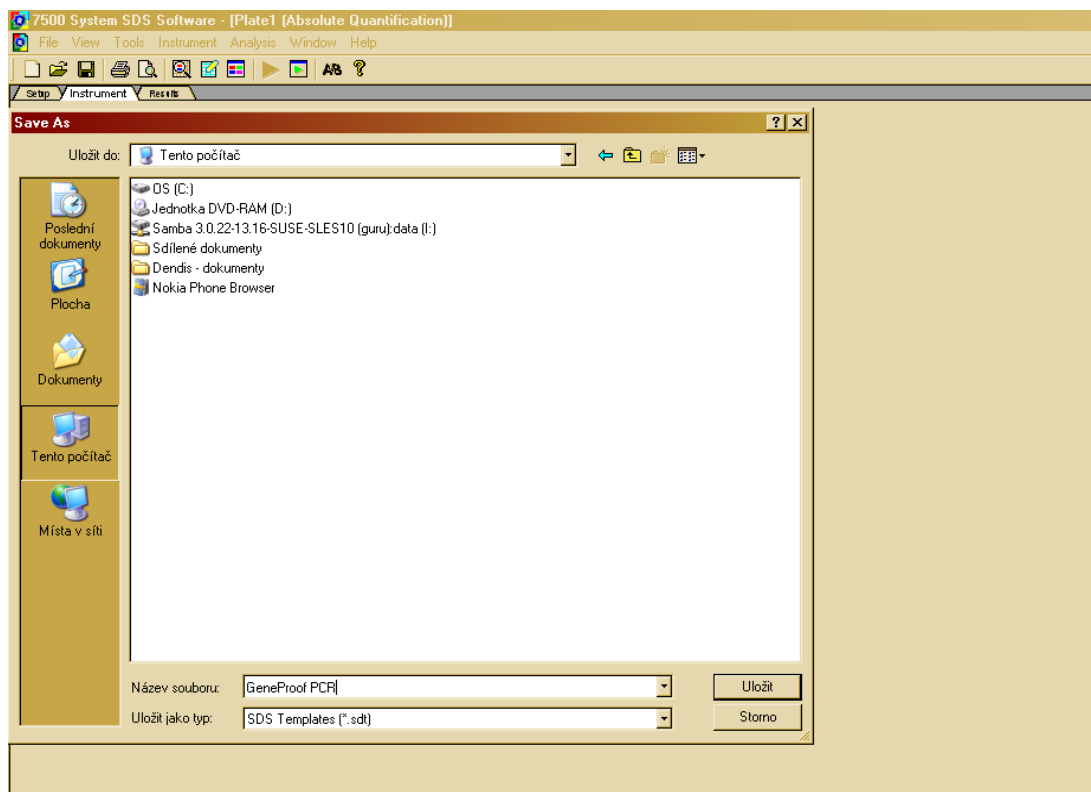 7500 System SDS Software - [Plate1 (Absolute Quantification)]
File View Tools Instrument Analysis Window Help
Setup Instrument Results
Save As
Uložit do: Tento počítač
OS (C:)
Jednotka DVD-RAM (D:)
Samba 3.0.22-13.16-SUSE-SLES10 (guru):data (I:)
Sdílené dokumenty
Dendis - dokumenty
Nokia Phone Browser
Poslední
dokumenty
Plocha
Dokumenty
Tento počítač
Místa v síti
Název souboru: GeneProof PCR Uložit
Uložit jako typ: SDS Templates (*.sdt) Storno